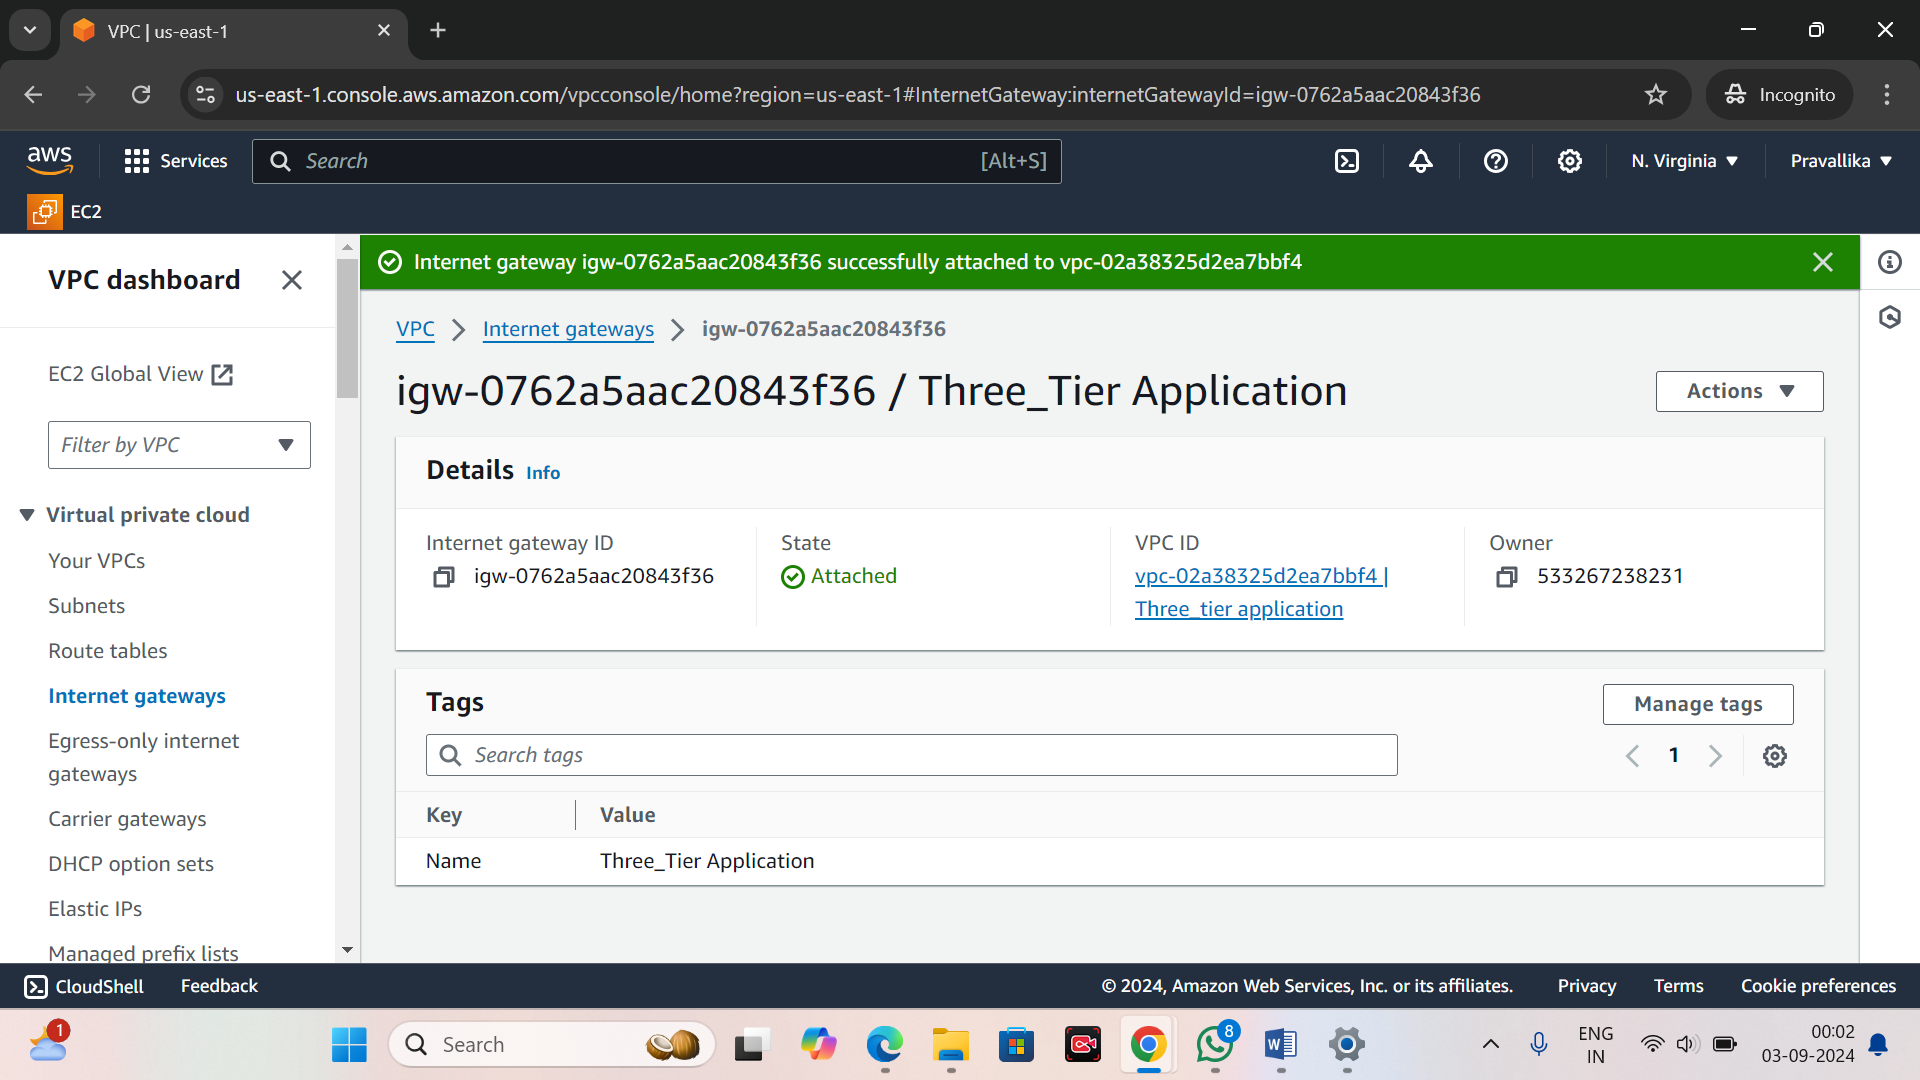 VPC | us-east-1
us-east-1.console.aws.amazon.com/vpcconsole/home?region=us-east-1#InternetGateway:internetGatewayId=igw-0762a5aac20843f36
Incognito
aws
Services
Search
[Alt+S]
N. Virginia
Pravallika
EC2
VPC dashboard
EC2 Global View
Filter by VPC
Virtual private cloud
Your VPCs
Subnets
Route tables
Internet gateways
Egress-only internet
gateways
Carrier gateways
DHCP option sets
Elastic IPs
Managed prefix lists
Internet gateway igw-0762a5aac20843f36 successfully attached to vpc-02a38325d2ea7bbf4
VPC
Internet gateways
igw-0762a5aac20843f36
igw-0762a5aac20843f36 / Three_Tier Application
Actions
Details Info
Internet gateway ID
igw-0762a5aac20843f36
State
Attached
VPC ID
vpc-02a38325d2ea7bbf4 |
Three_tier application
Owner
533267238231
Tags
Manage tags
Search tags
1
Key
Value
Name
Three_Tier Application
CloudShell
Feedback
© 2024, Amazon Web Services, Inc. or its affiliates.
Privacy
Terms
Cookie preferences
1
Search
8
W
ENG
IN
00:02
03-09-2024